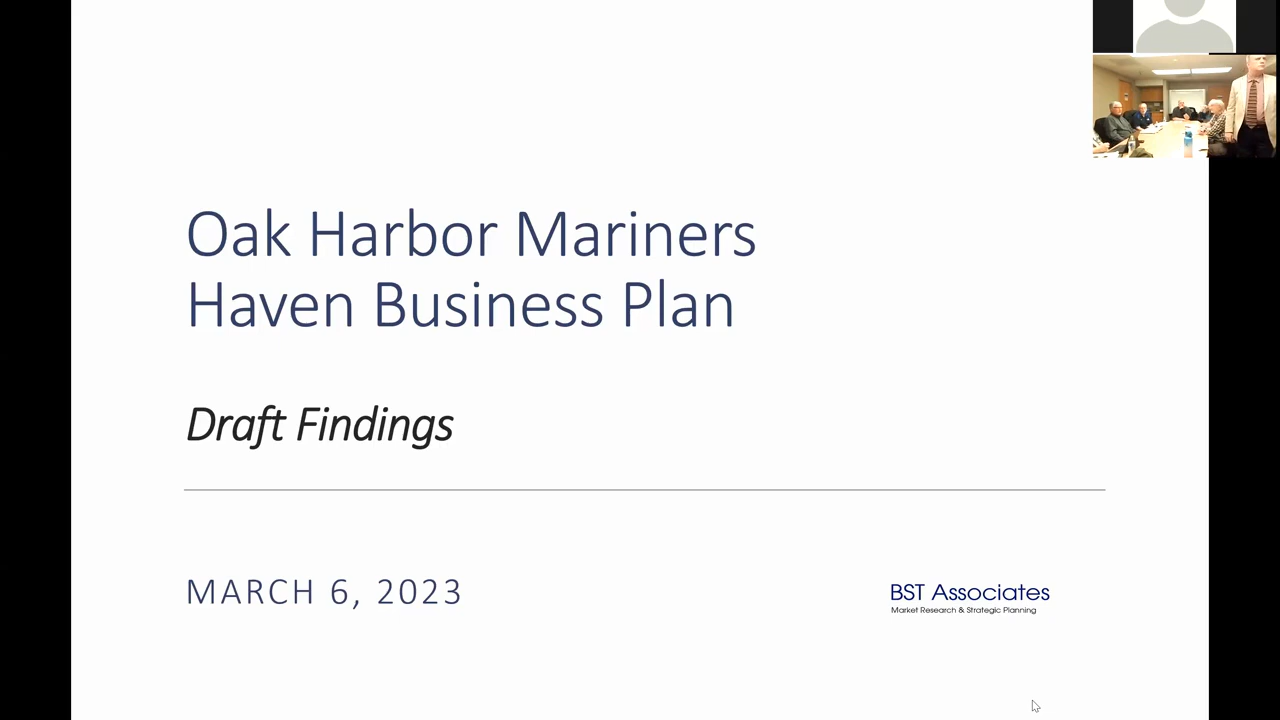 Oak Harbor Mariners
Haven Business Plan
Draft Findings
MARCH 6, 2023
BST Associates
Market Research & Strategic Planning